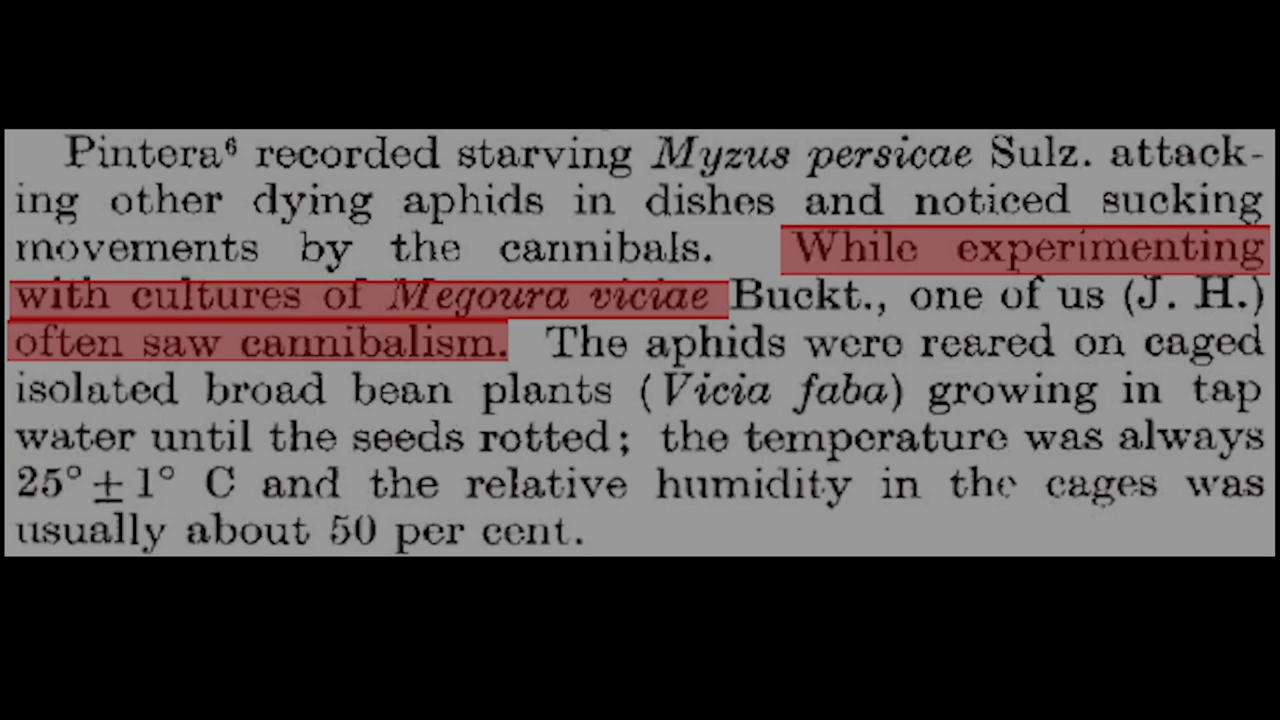 Pintera⁶ recorded starving Myzus persicae Sulz. attack-
ing other dying aphids in dishes and noticed sucking
movements by the cannibals. While experimenting
with cultures of Megoura viciae Buckt., one of us (J. H.)
often saw cannibalism. The aphids were reared on caged
isolated broad bean plants (Vicia faba) growing in tap
water until the seeds rotted; the temperature was always
25° ± 1° C and the relative humidity in the cages was
usually about 50 per cent.